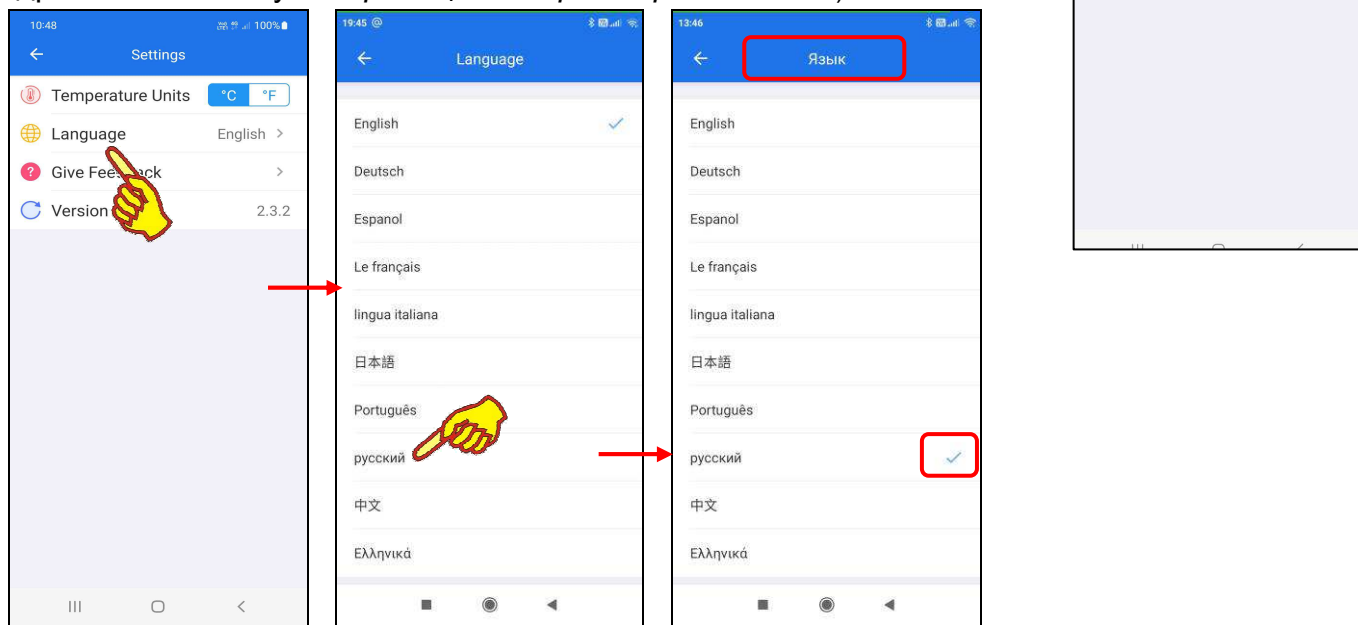 10:48
100%
Settings
Temperature Units °C °F
Language English >
? Give Feedback >
Version 2.3.2
19:45 @
Language
English
Deutsch
Espanol
Le français
lingua italiana
日本語
Português
русский
中文
Ελληνικά
13:46
Язык
English
Deutsch
Espanol
Le français
lingua italiana
日本語
Português
русский
中文
Ελληνικά